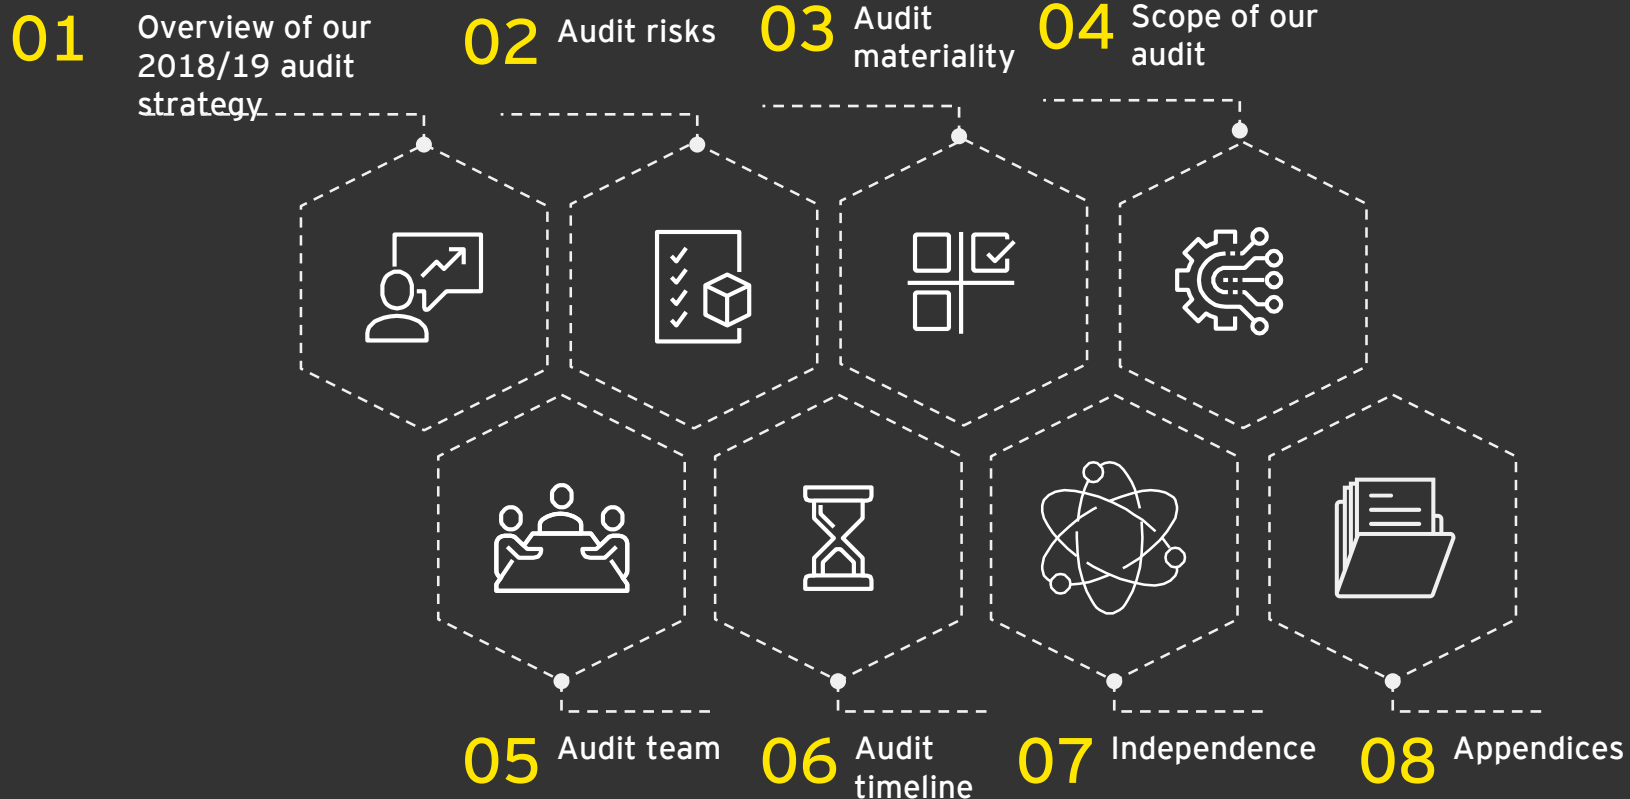 01
Overview of our
2018/19 audit
strategy
02
Audit risks
03
Audit
materiality
04
Scope of our
audit
05
Audit team
06
Audit
timeline
07
Independence
08
Appendices